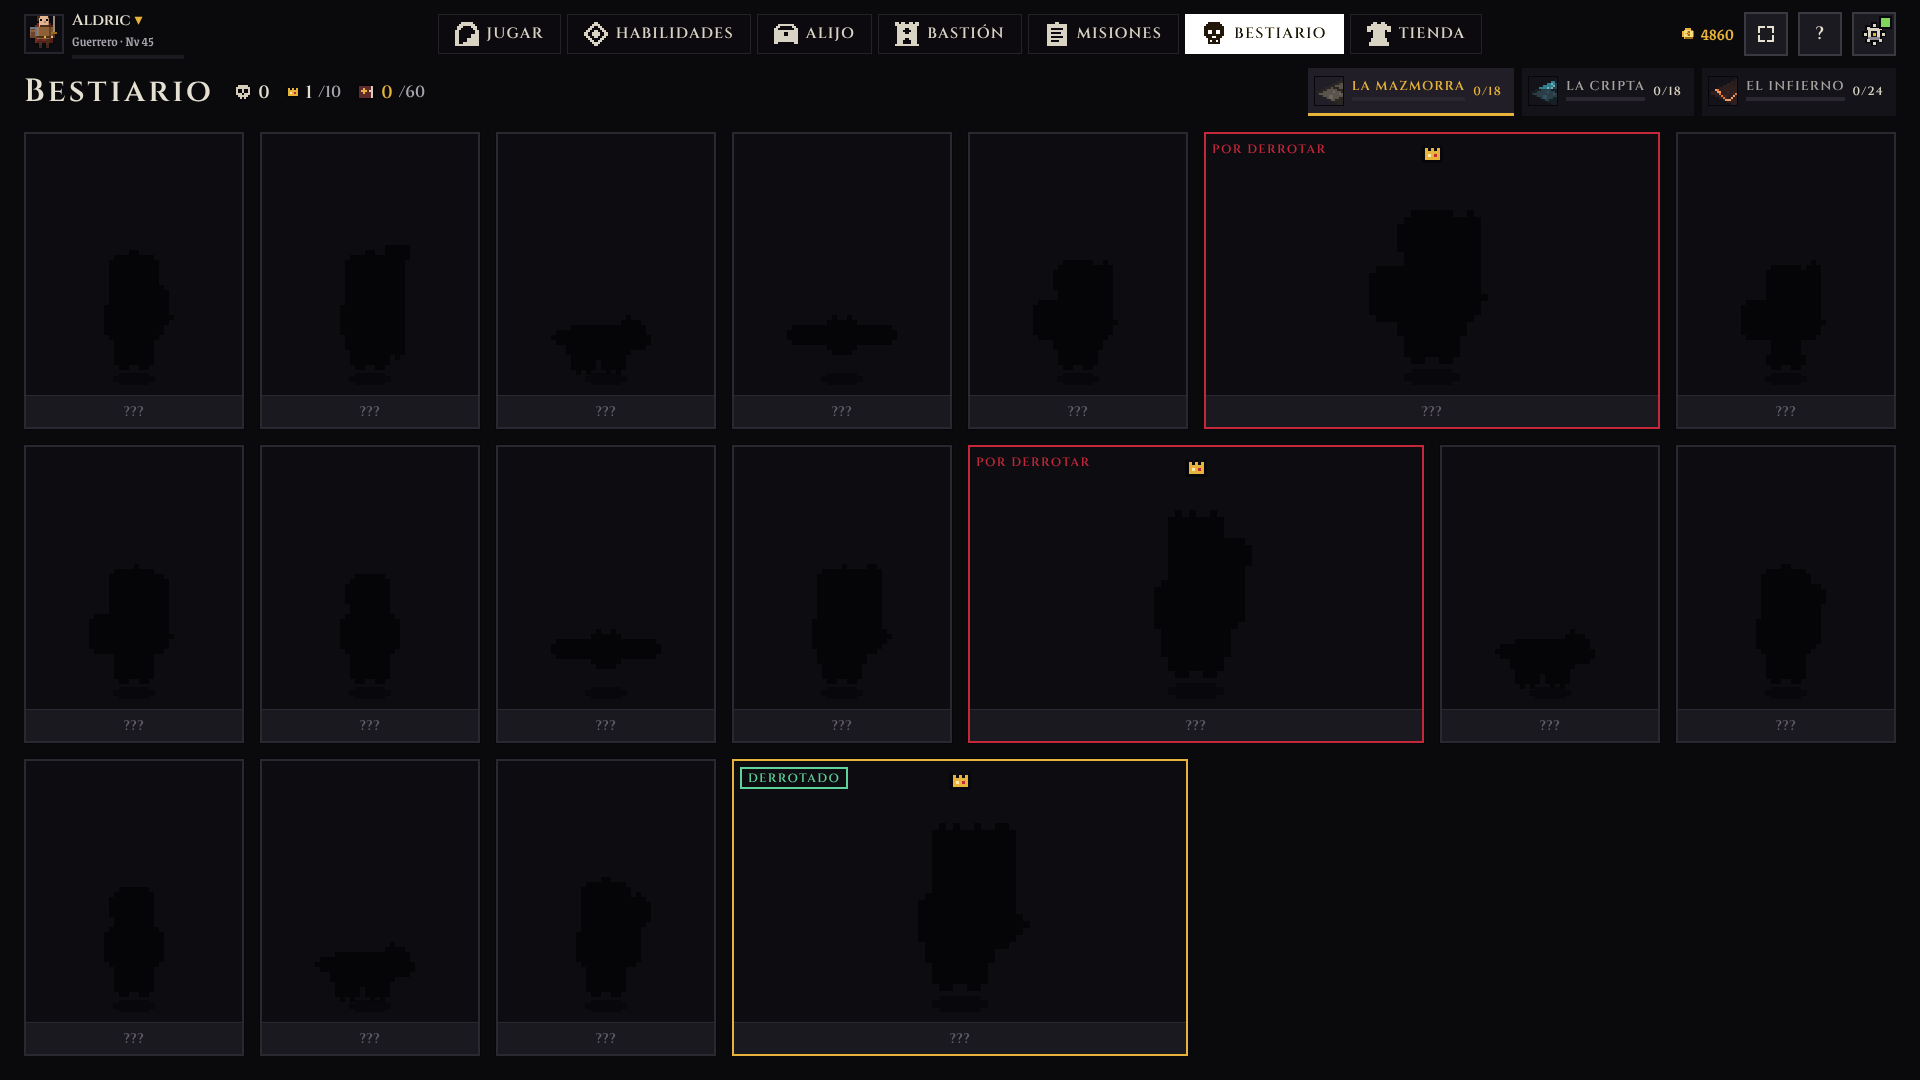 ALDRIC ▾
Guerrero · Nv 45
JUGAR
HABILIDADES
ALIJO
BASTIÓN
MISIONES
BESTIARIO
TIENDA
4860
?
BESTIARIO
0
1 /10
0 /60
LA MAZMORRA 0/18
LA CRIPTA 0/18
EL INFIERNO 0/24
POR DERROTAR
???
???
???
???
???
???
???
POR DERROTAR
???
???
???
???
???
???
???
DERROTADO
???
???
???
???